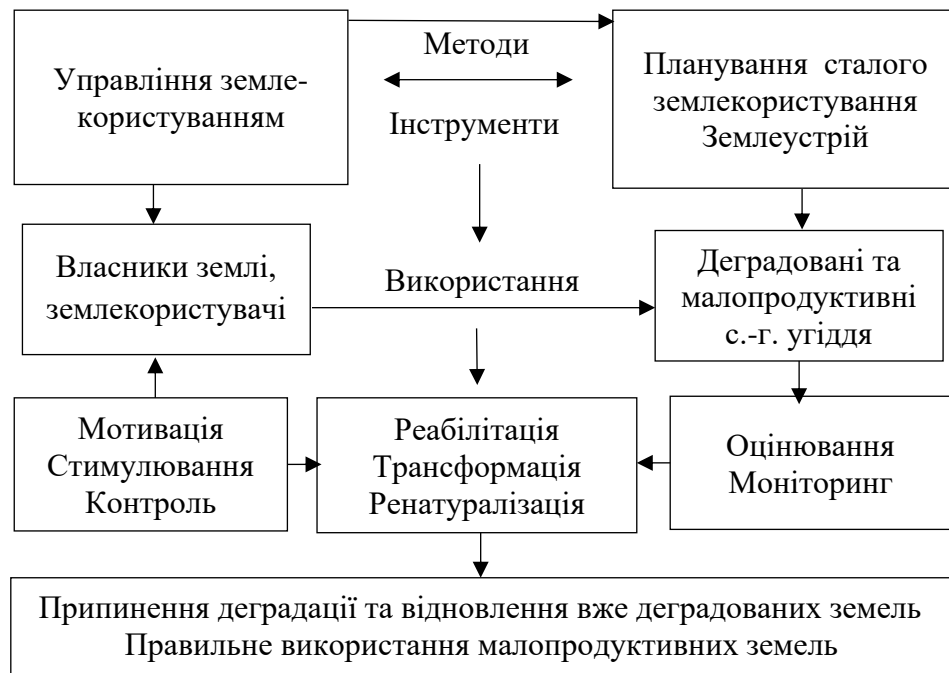 Управління земле-
користуванням
Методи
Інструменти
Планування сталого
землекористування
Землеустрій
Власники землі,
землекористувачі
Використання
Деградовані та
малопродуктивні
с.-г. угіддя
Мотивація
Стимулювання
Контроль
Реабілітація
Трансформація
Ренатуралізація
Оцінювання
Моніторинг
Припинення деградації та відновлення вже деградованих земель
Правильне використання малопродуктивних земель